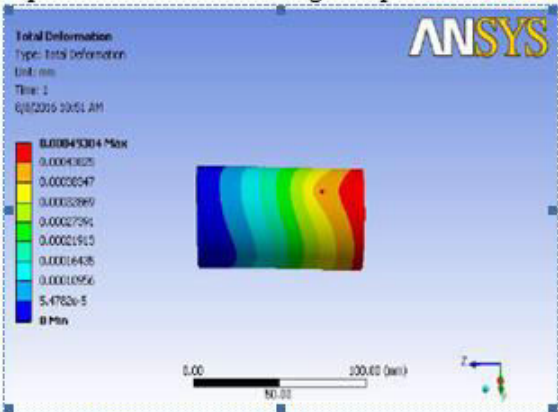 ANSYS
Total Deformation
Type: Total Deformation
Unit: mm
Time: 1
8/8/2016 10:51 AM
0.00049304 Max
0.00043825
0.00038347
0.00032869
0.00027391
0.00021913
0.00016435
0.00010956
5.4782e-5
0 Min
0.00
100.00 (mm)
50.00
Z